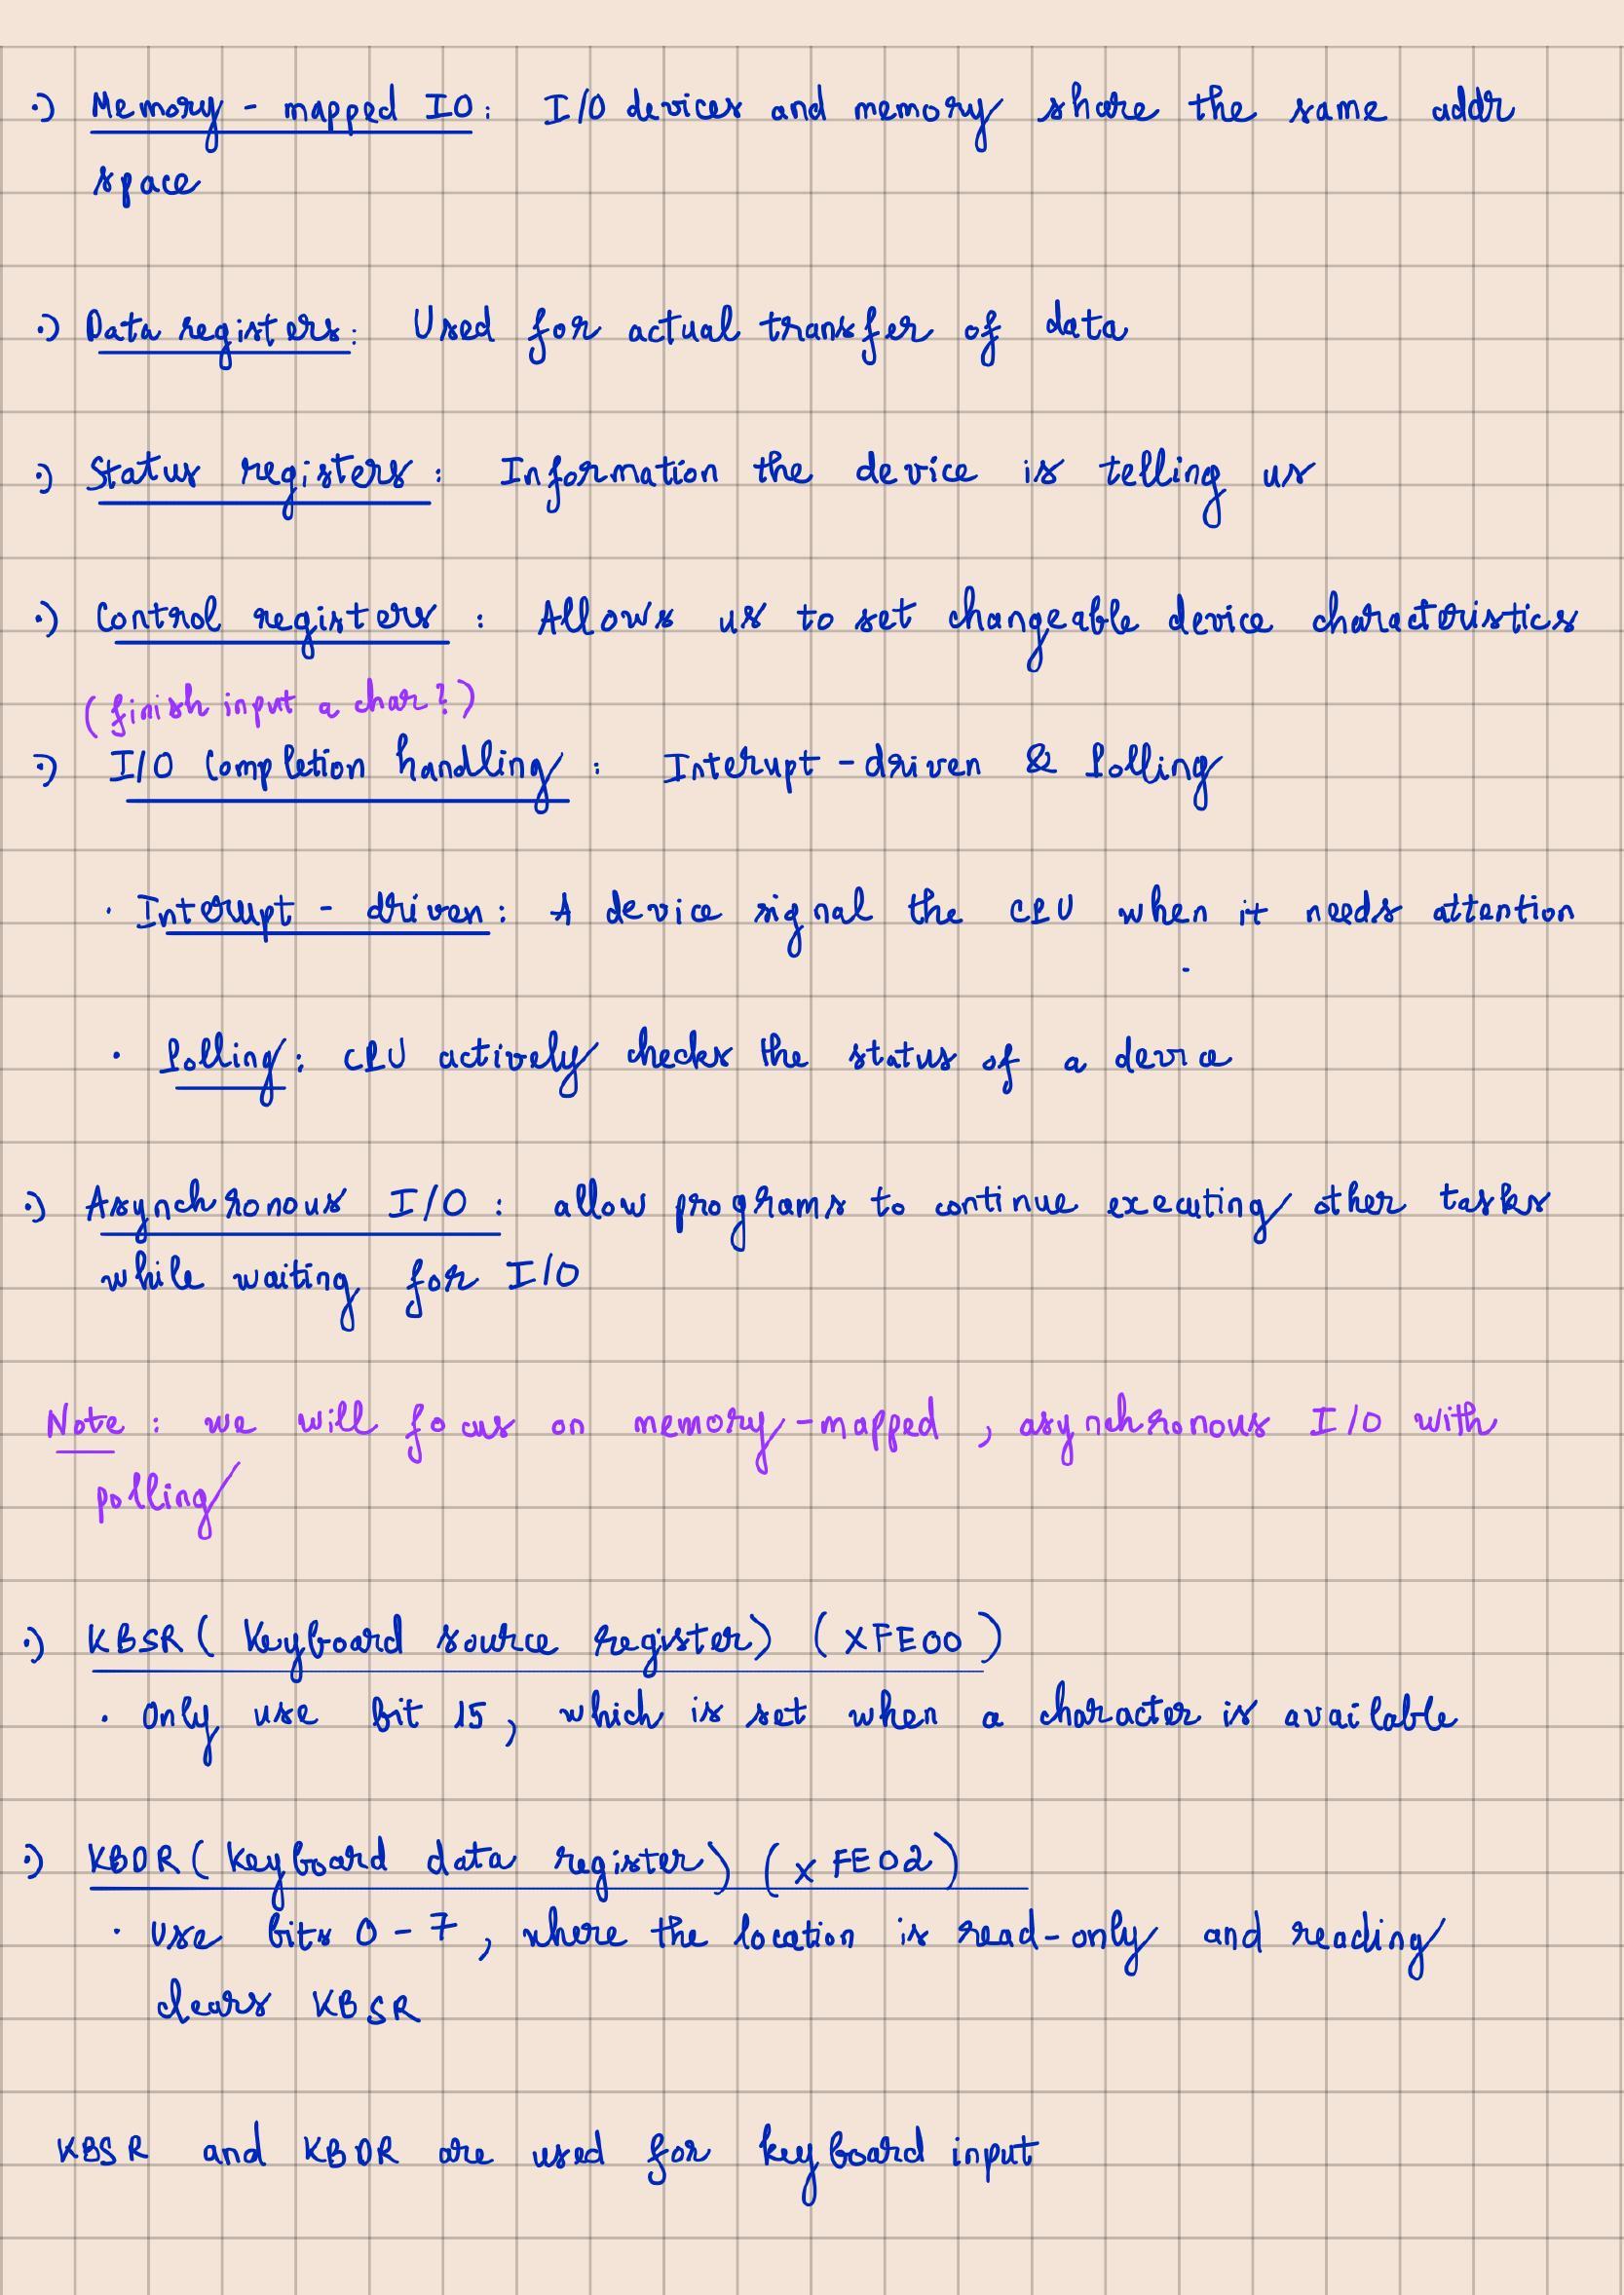 ·) Memory - mapped IO: I/O devices and memory share the same addr
space
·) Data registers: Used for actual transfer of data
·) Status registers: Information the device is telling us
·) Control registers: Allows us to set changeable device characteristics
(finish input a char?)
·) I/O Completion handling: Interupt-driven & Polling
· Interupt - driven: A device signal the CPU when it needs attention
· Polling: CPU actively checks the status of a device
·) Asynchronous I/O: allow programs to continue executing other tasks
while waiting for I/O
Note: we will focus on memory-mapped, asynchronous I/O with
polling
·) KBSR (Keyboard source register) (xFE00)
· Only use bit 15, which is set when a character is available
·) KBDR (Keyboard data register) (xFE02)
· Use bits 0 - 7, where the location is read-only and reading
clears KBSR
KBSR and KBDR are used for keyboard input